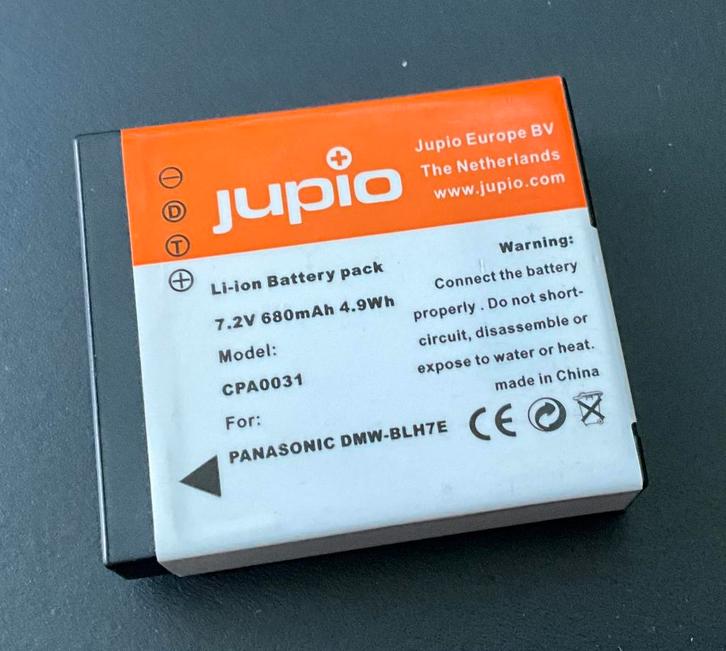 jupio
Jupio Europe BV
The Netherlands
www.jupio.com
D
T
Li-ion Battery pack
7.2V 680mAh 4.9Wh
Model:
CPA0031
For:
PANASONIC DMW-BLH7E
Warning:
Connect the battery
properly . Do not short-
circuit, disassemble or
expose to water or heat.
made in China
CE